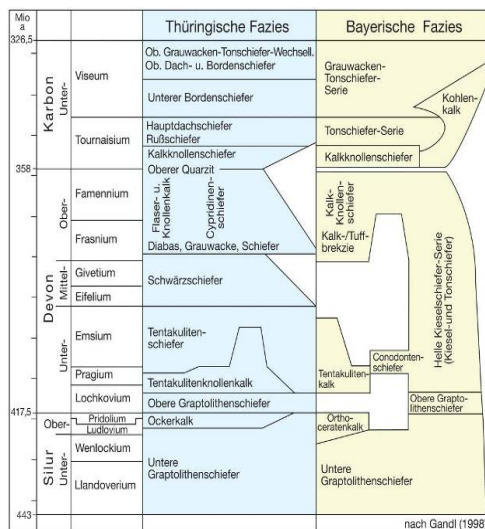 Mio
a
Thüringische Fazies
Bayerische Fazies
326,5
Karbon
Unter-
Viseum
Ob. Grauwacken-Tonschiefer-Wechsell.
Ob. Dach- u. Bordenschiefer
Unterer Bordenschiefer
Grauwacken-
Tonschiefer-
Serie
Kohlen-
kalk
Tournaisium
Hauptdachschiefer
Rußschiefer
Kalkknollenschiefer
Tonschiefer-Serie
Kalkknollenschiefer
358
Oberer Quarzit
Devon
Ober-
Famennium
Frasnium
Flaser- u.
Knollenkalk
Cypridinen-
schiefer
Diabas, Grauwacke, Schiefer
Kalk-
Knollen-
schiefer
Kalk-/Tuff-
brekzie
Helle Kieselschiefer-Serie
(Kiesel-und Tonschiefer)
Mittel-
Givetium
Eifelium
Schwärzschiefer
Unter-
Emsium
Tentakuliten-
schiefer
Conodonten-
schiefer
Pragium
Tentakulitenknollenkalk
Tentakuliten-
kalk
Lochkovium
Obere Graptolithenschiefer
Obere Grapto-
lithenschiefer
417,5
Silur
Ober-
Pridolium
Ludlovium
Ockerkalk
Ortho-
ceratenkalk
Unter-
Wenlockium
Llandoverium
Untere
Graptolithenschiefer
Untere
Graptolithenschiefer
443
nach Gandl (1998)